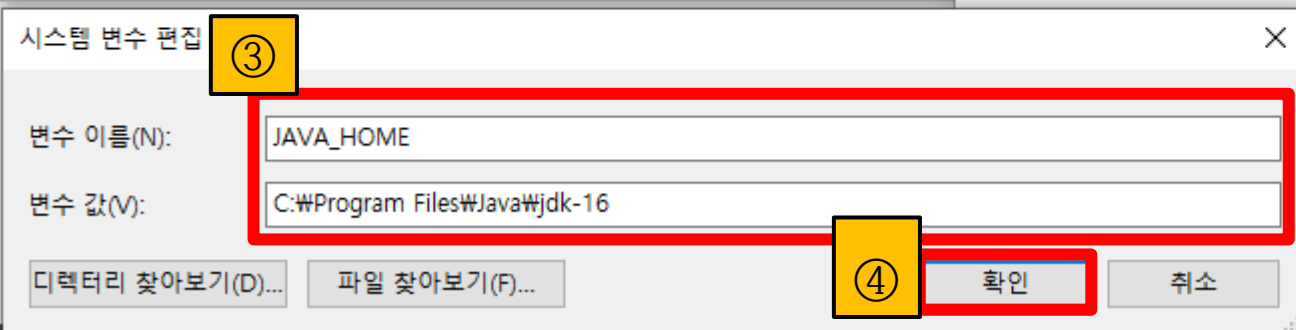 시스템 변수 편집
③
변수 이름(N):
JAVA_HOME
변수 값(V):
C:₩Program Files₩Java₩jdk-16
디렉터리 찾아보기(D)...
파일 찾아보기(F)...
④
확인
취소